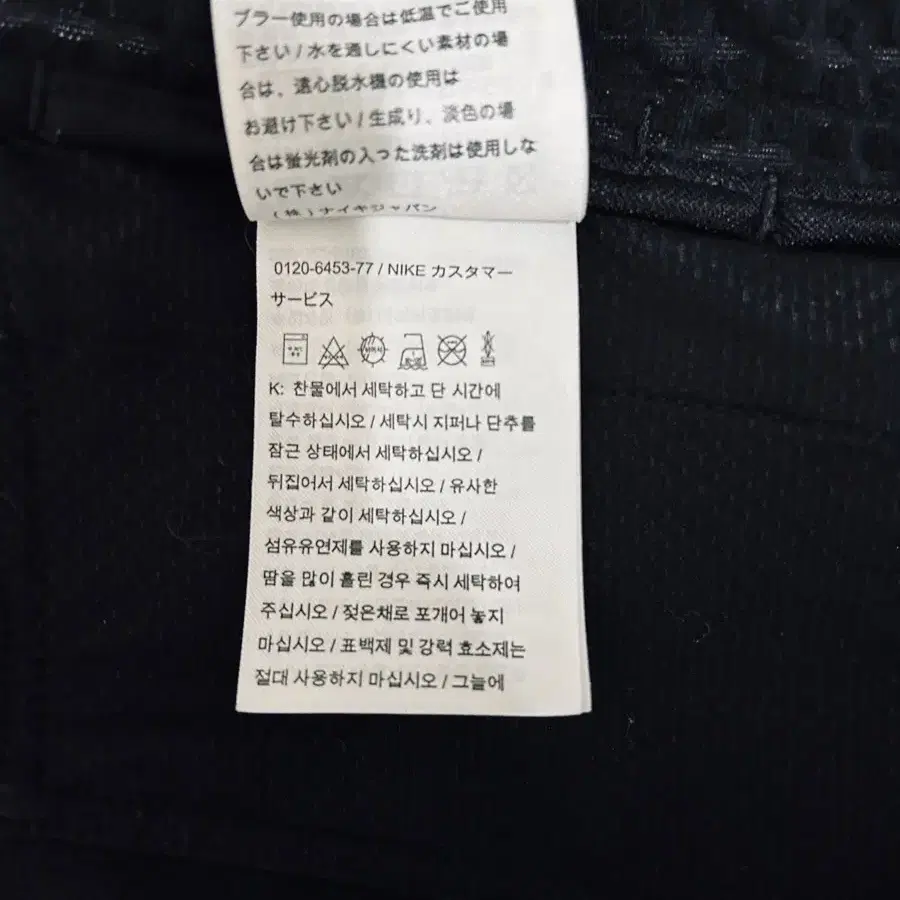 ブラー使用の場合は低温でご使用
下さい / 水を通しにくい素材の場
合は、遠心脱水機の使用は
お避け下さい / 生成り、淡色の場
合は蛍光剤の入った洗剤は使用しな
いで下さい
(株)ナイキジャパン
0120-6453-77 / NIKE カスタマー
サービス
K: 찬물에서 세탁하고 단 시간에
탈수하십시오 / 세탁시 지퍼나 단추를
잠근 상태에서 세탁하십시오 /
뒤집어서 세탁하십시오 / 유사한
색상과 같이 세탁하십시오 /
섬유유연제를 사용하지 마십시오 /
땀을 많이 흘린 경우 즉시 세탁하여
주십시오 / 젖은채로 포개어 놓지
마십시오 / 표백제 및 강력 효소제는
절대 사용하지 마십시오 / 그늘에